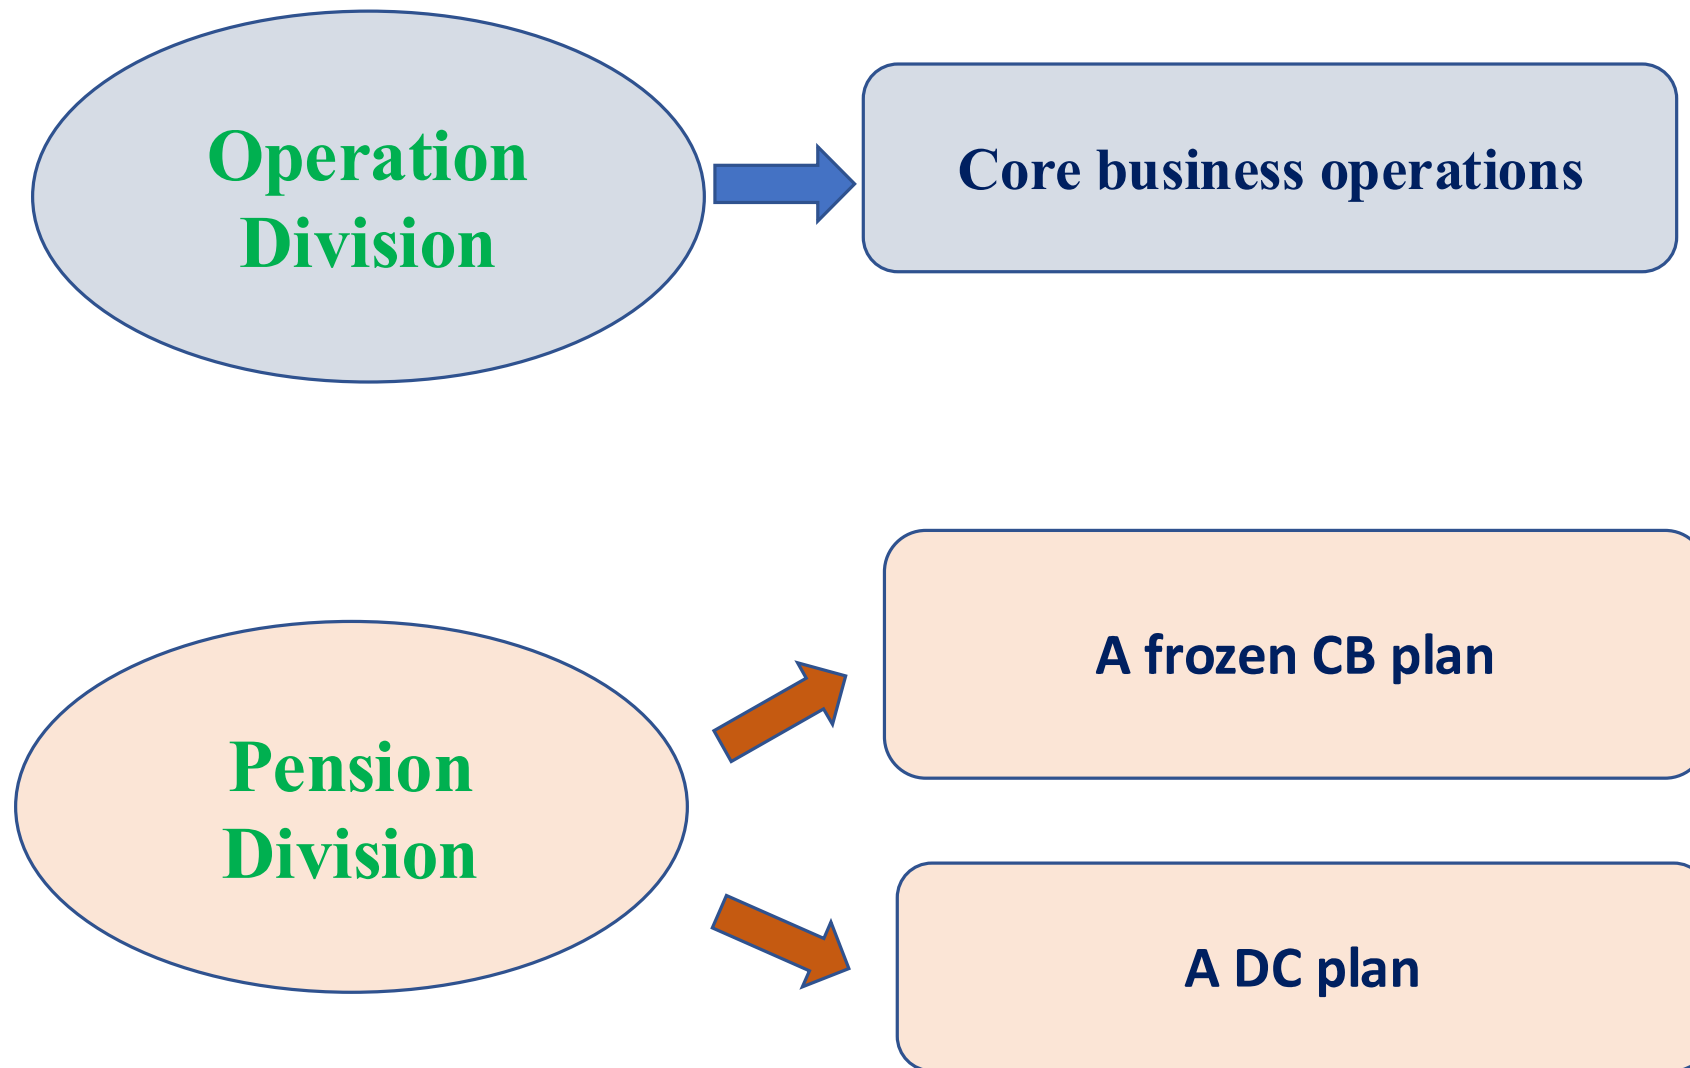 Operation
Division
Core business operations
A frozen CB plan
Pension
Division
A DC plan